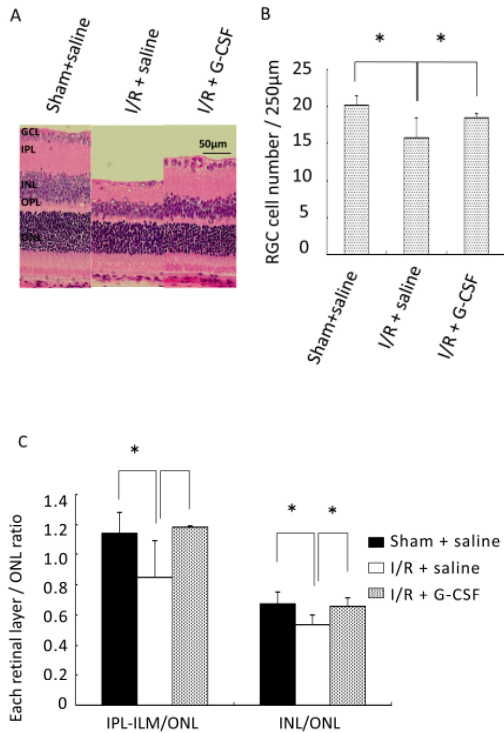 A
Sham+saline
I/R + saline
I/R + G-CSF
GCL
IPL
INL
OPL
ONL
50μm
B
*
*
RGC cell number / 250μm
25
20
15
10
5
0
Sham+saline
I/R + saline
I/R + G-CSF
C
*
*
*
Each retinal layer / ONL ratio
1.4
1.2
1.0
0.8
0.6
0.4
0.2
0
IPL-ILM/ONL
INL/ONL
Sham + saline
I/R + saline
I/R + G-CSF